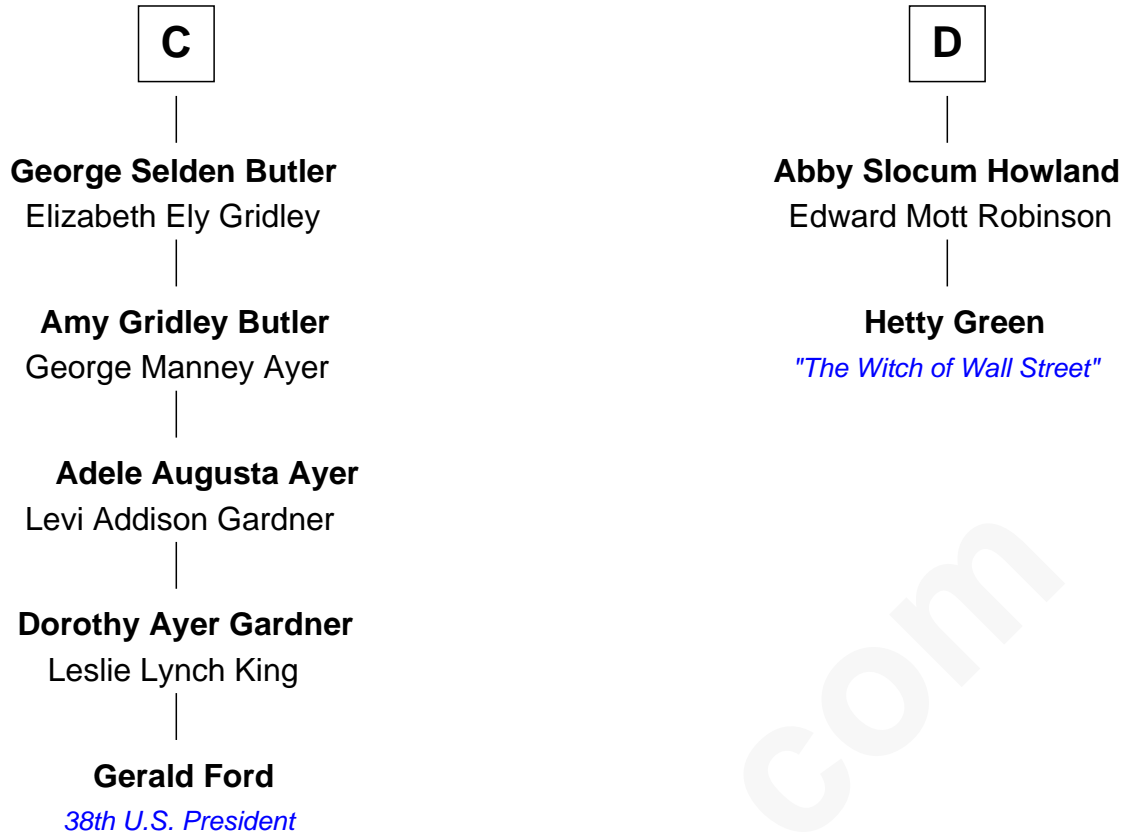 C
George Selden Butler
Elizabeth Ely Gridley
Amy Gridley Butler
George Manney Ayer
Adele Augusta Ayer
Levi Addison Gardner
Dorothy Ayer Gardner
Leslie Lynch King
Gerald Ford
38th U.S. President
D
Abby Slocum Howland
Edward Mott Robinson
Hetty Green
"The Witch of Wall Street"
com